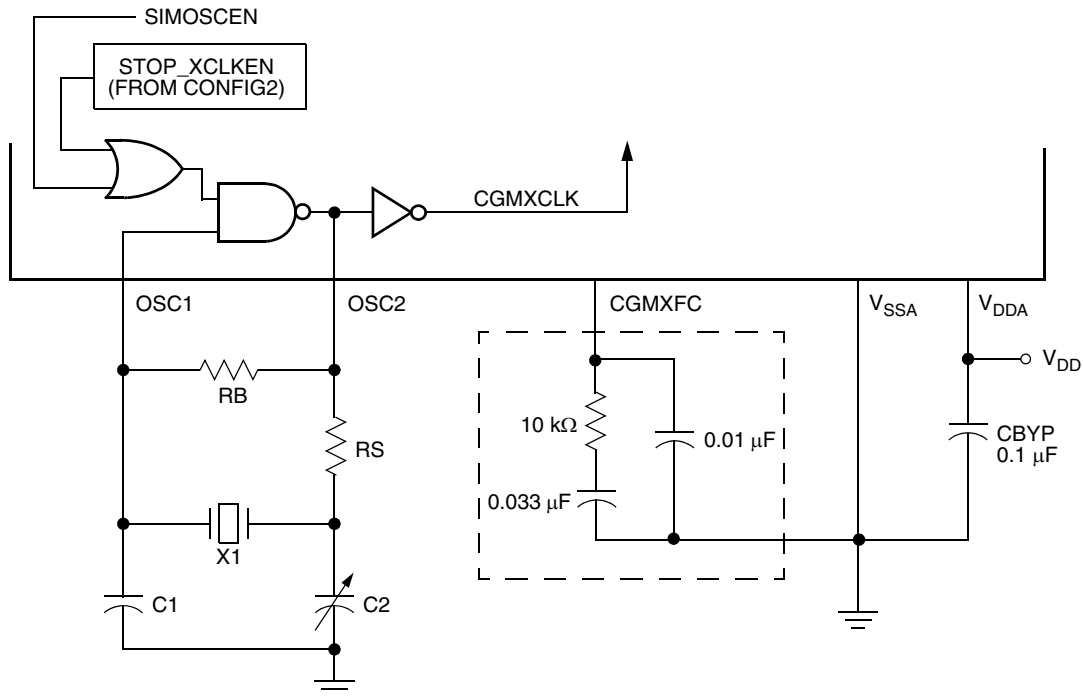 SIMOSCEN
STOP_XCLKEN
(FROM CONFIG2)
CGMXCLK
OSC1
OSC2
CGMXFC
VSSA
VDDA
VDD
RB
10 kΩ
0.01 μF
CBYP
0.1 μF
RS
0.033 μF
X1
C1
C2